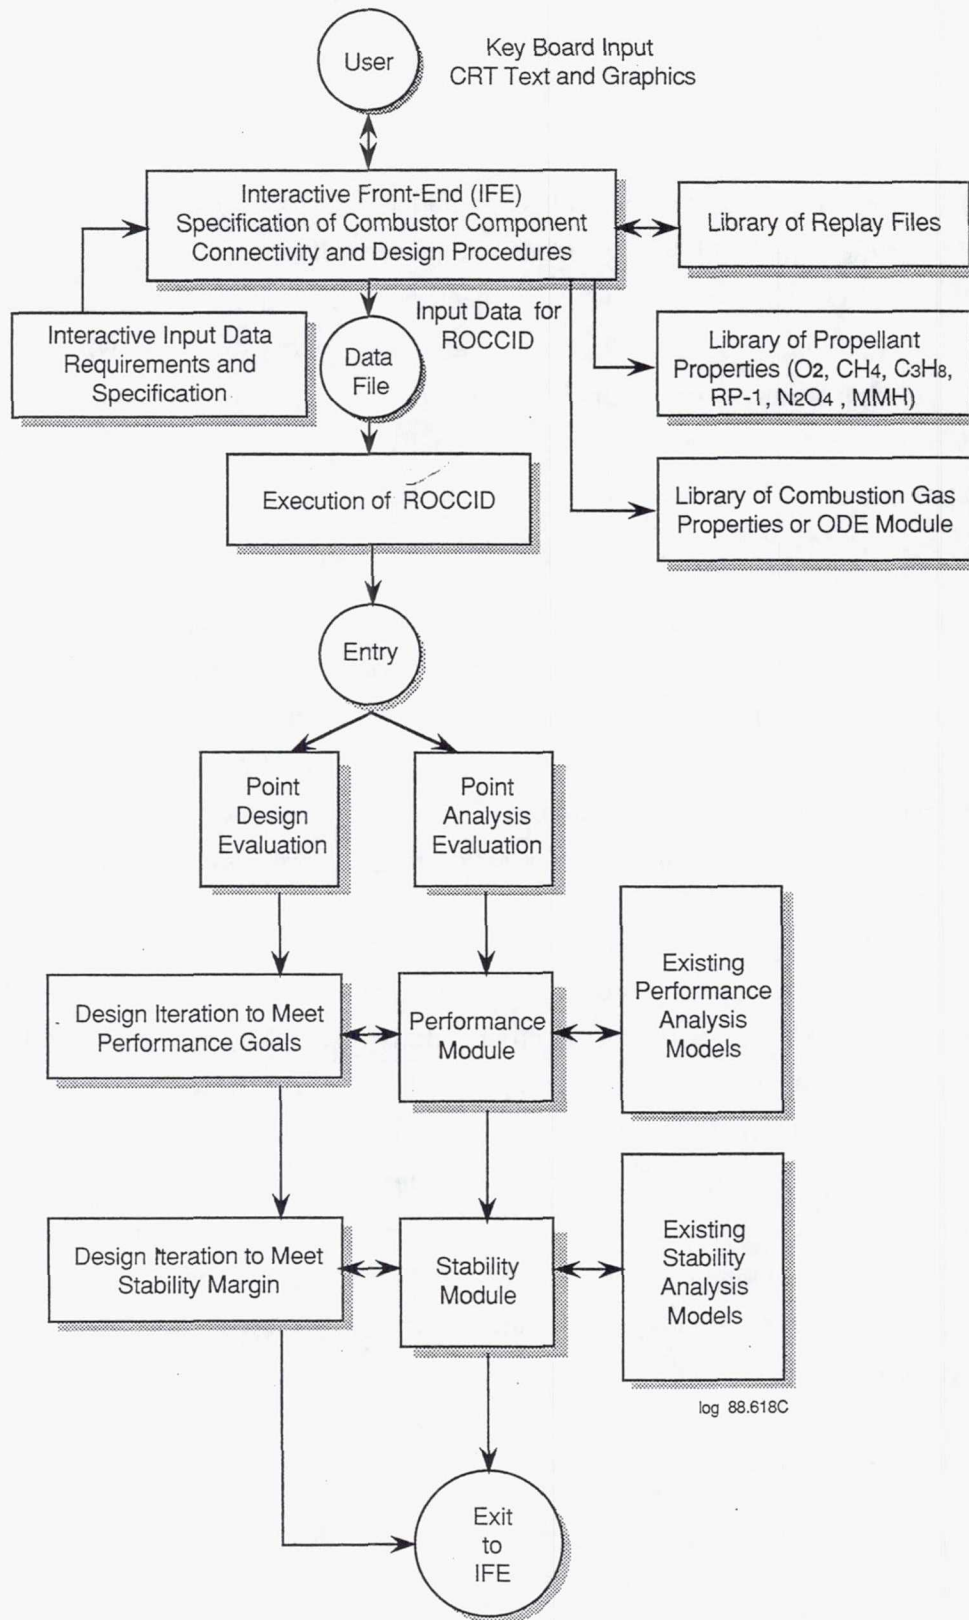 User
Key Board Input
CRT Text and Graphics
Interactive Front-End (IFE)
Specification of Combustor Component
Connectivity and Design Procedures
Library of Replay Files
Interactive Input Data
Requirements and
Specification
Data
File
Input Data for
ROCCID
Library of Propellant
Properties (O2, CH4, C3H8,
RP-1, N2O4 , MMH)
Execution of ROCCID
Library of Combustion Gas
Properties or ODE Module
Entry
Point
Design
Evaluation
Point
Analysis
Evaluation
Design Iteration to Meet
Performance Goals
Performance
Module
Existing
Performance
Analysis
Models
Design Iteration to Meet
Stability Margin
Stability
Module
Existing
Stability
Analysis
Models
log 88.618C
Exit
to
IFE